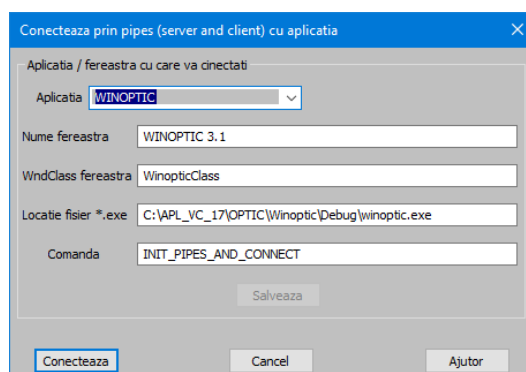 Conecteaza prin pipes (server and client) cu aplicatia
Aplicatia / fereastra cu care va cinectati
Aplicatia WINOPTIC
Nume fereastra WINOPTIC 3.1
WndClass fereastra WinopticClass
Locatie fisier *.exe C:\APL_VC_17\OPTIC\Winoptic\Debug\winoptic.exe
Comanda INIT_PIPES_AND_CONNECT
Salveaza
Conecteaza Cancel Ajutor